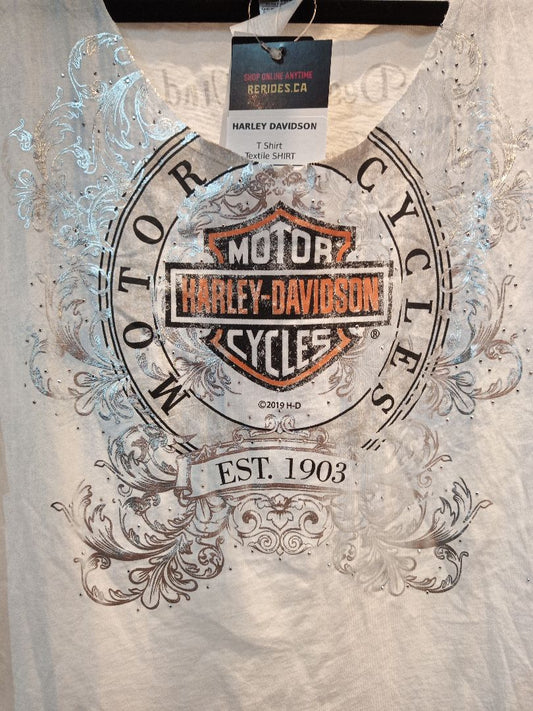 SHOP ONLINE ANYTIME
RERIDES.CA
HARLEY DAVIDSON
T Shirt
Textile SHIRT
MOTOR CYCLES
MOTOR
HARLEY-DAVIDSON
CYCLES
®
©2019 H-D
EST. 1903